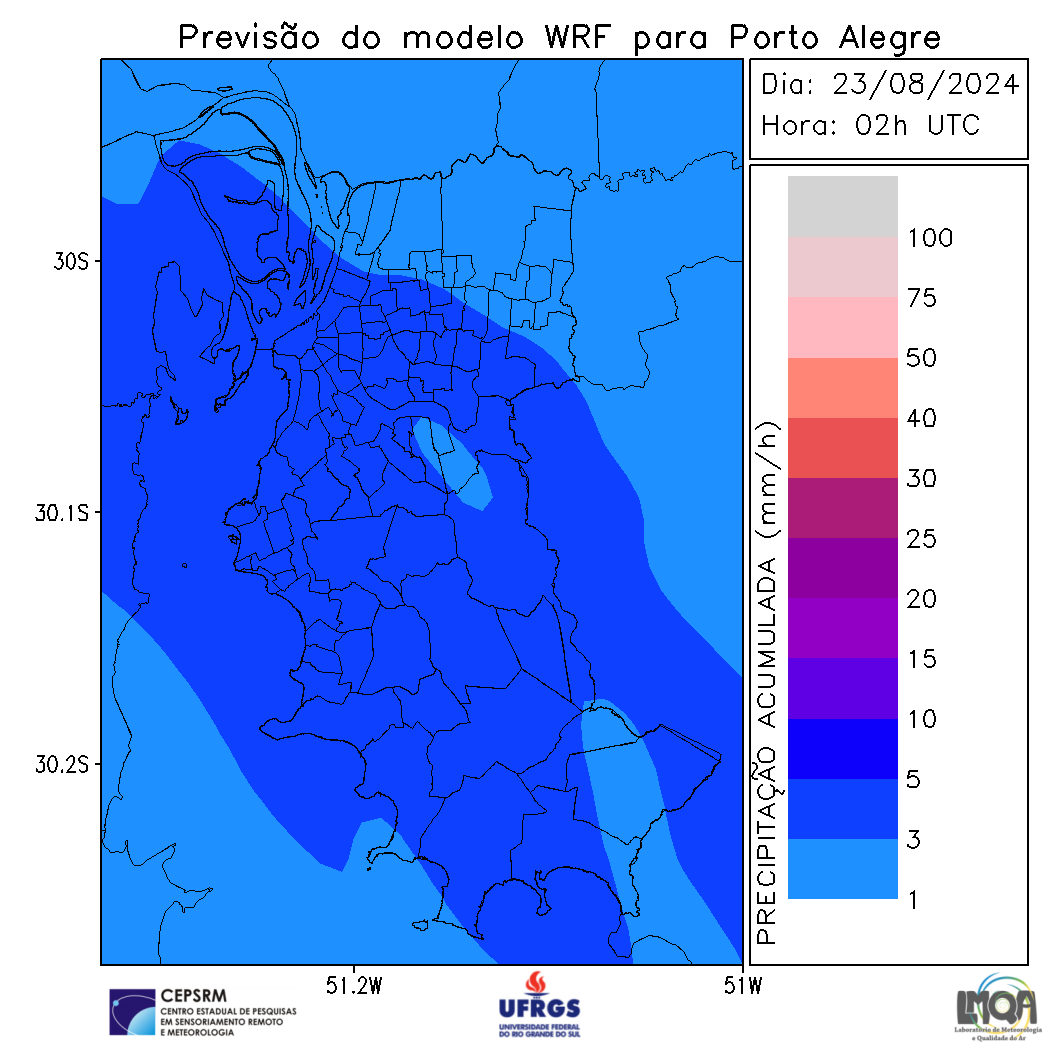 Previsão do modelo WRF para Porto Alegre
Dia: 23/08/2024
Hora: 02h UTC
30S
30.1S
30.2S
51.2W
51W
PRECIPITAÇÃO ACUMULADA (mm/h)
100
75
50
40
30
25
20
15
10
5
3
1
CEPSRM
CENTRO ESTADUAL DE PESQUISAS
EM SENSORIAMENTO REMOTO
E METEOROLOGIA
UFRGS
UNIVERSIDADE FEDERAL
DO RIO GRANDE DO SUL
LMQA
Laboratório de Meteorologia
e Qualidade do Ar